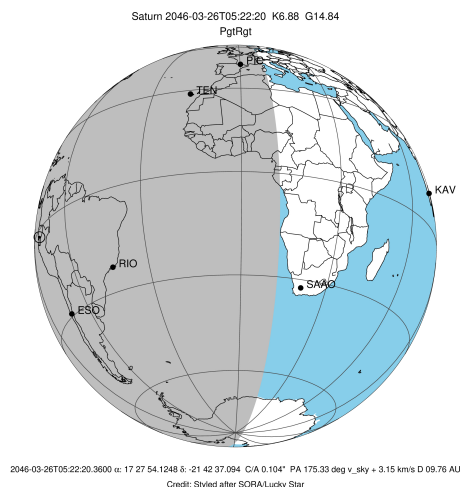 Saturn 2046-03-26T05:22:20 K6.88 G14.84
PgtRgt
PIC
TEN
KAV
RIO
SAAO
ESO
2046-03-26T05:22:20.3600 α: 17 27 54.1248 δ: -21 42 37.094 C/A 0.104" PA 175.33 deg v_sky + 3.15 km/s D 09.76 AU
Credit: Styled after SORA/Lucky Star